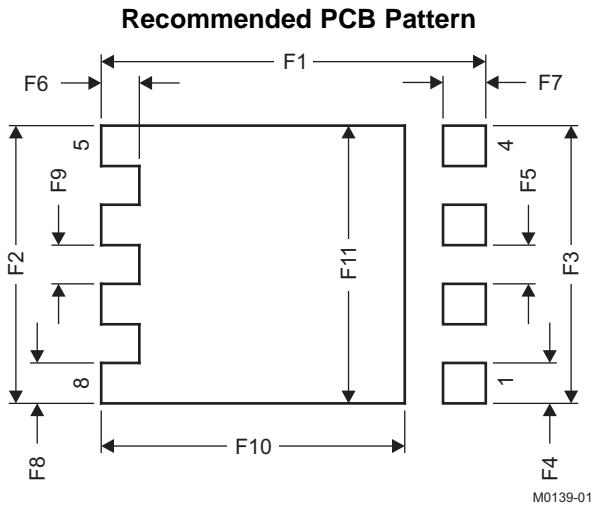 Recommended PCB Pattern
F1
F6
F7
5
4
F9
F5
F2
F11
F3
8
1
F10
F8
F4
M0139-01